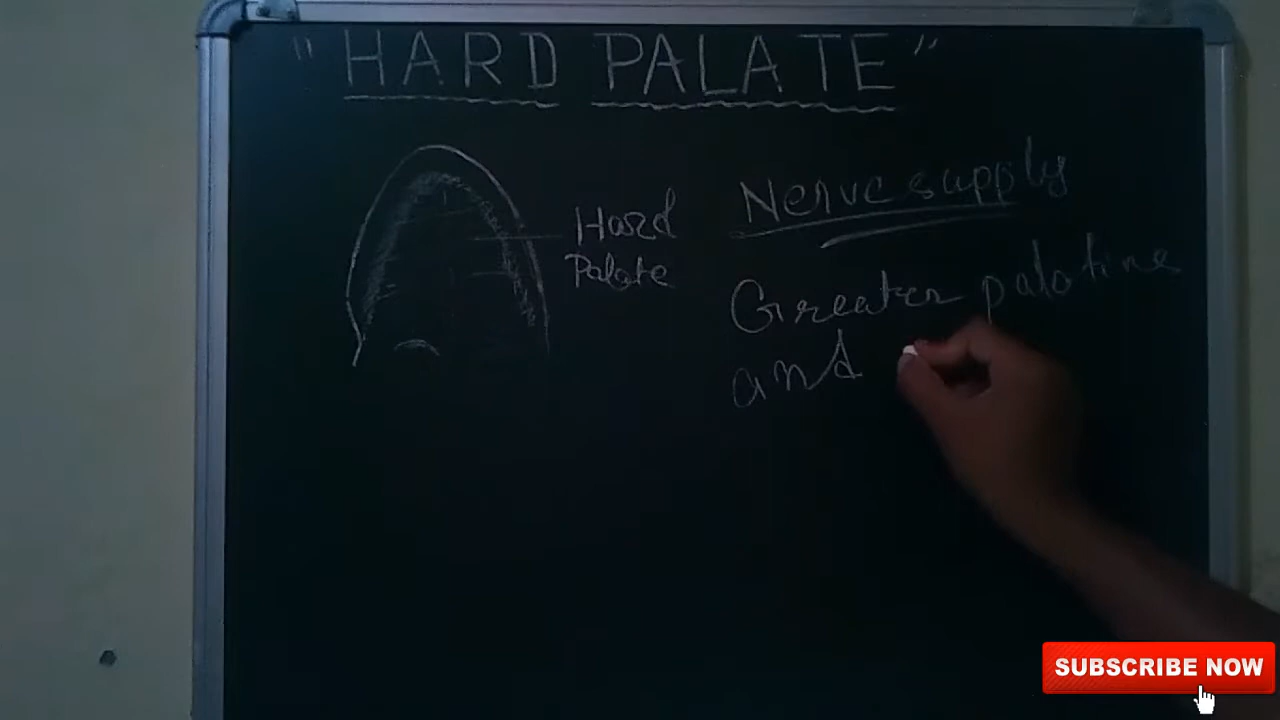 "HARD PALATE"
Hard
Palate
Nerve supply
Greater palatine
and
SUBSCRIBE NOW